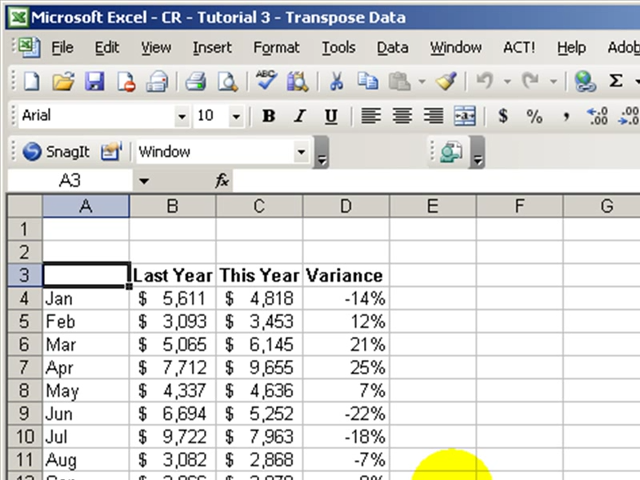 Microsoft Excel - CR - Tutorial 3 - Transpose Data
File Edit View Insert Format Tools Data Window ACT! Help Adob
Σ
Arial 10 B I U $ % , .00 .00
SnagIt Window
A3 fx
A B C D E F G
1
2
3 Last Year This Year Variance
4 Jan $ 5,611 $ 4,818 -14%
5 Feb $ 3,093 $ 3,453 12%
6 Mar $ 5,065 $ 6,145 21%
7 Apr $ 7,712 $ 9,655 25%
8 May $ 4,337 $ 4,636 7%
9 Jun $ 6,694 $ 5,252 -22%
10 Jul $ 9,722 $ 7,963 -18%
11 Aug $ 3,082 $ 2,868 -7%